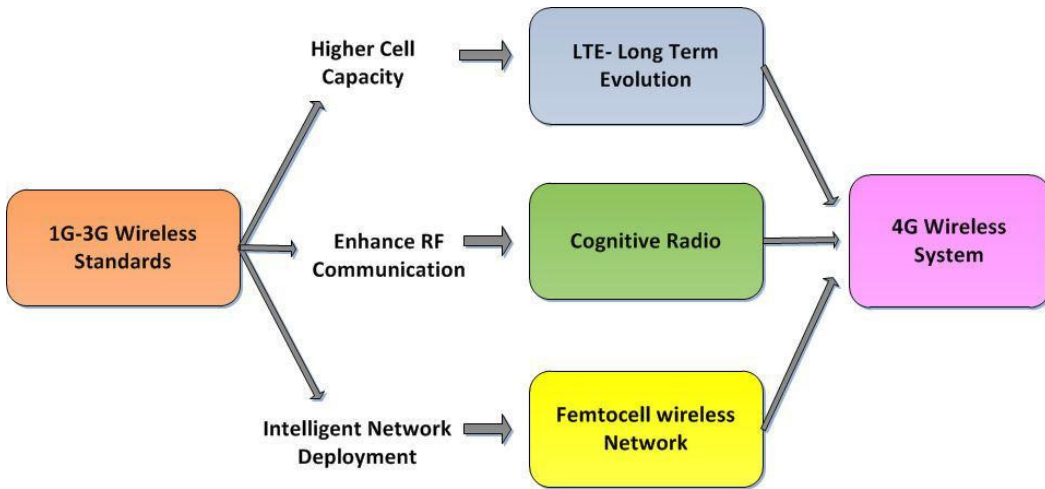 1G-3G Wireless
Standards
Higher Cell
Capacity
LTE- Long Term
Evolution
Enhance RF
Communication
Cognitive Radio
Intelligent Network
Deployment
Femtocell wireless
Network
4G Wireless
System